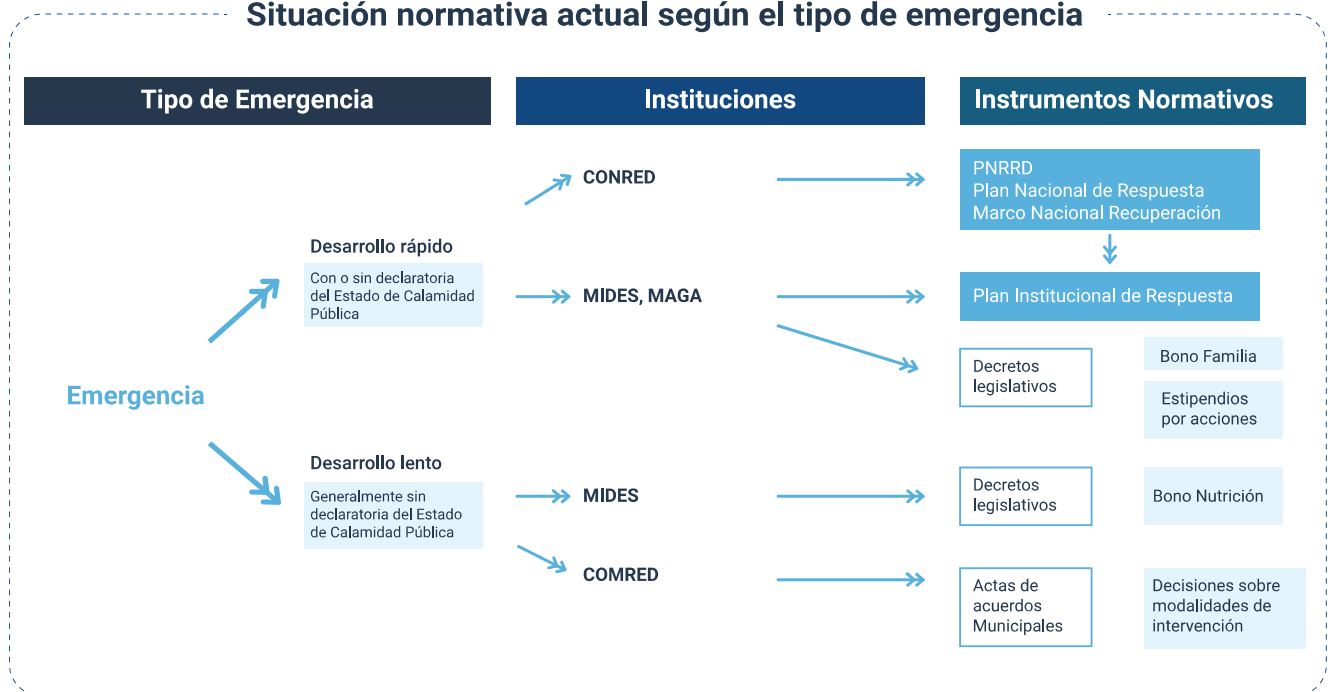 Situación normativa actual según el tipo de emergencia
Tipo de Emergencia
Instituciones
Instrumentos Normativos
Emergencia
Desarrollo rápido
Con o sin declaratoria
del Estado de Calamidad
Pública
CONRED
PNRRD
Plan Nacional de Respuesta
Marco Nacional Recuperación
MIDES, MAGA
Plan Institucional de Respuesta
Decretos
legislativos
Bono Familia
Estipendios
por acciones
Desarrollo lento
Generalmente sin
declaratoria del Estado
de Calamidad Pública
MIDES
Decretos
legislativos
Bono Nutrición
COMRED
Actas de
acuerdos
Municipales
Decisiones sobre
modalidades de
intervención